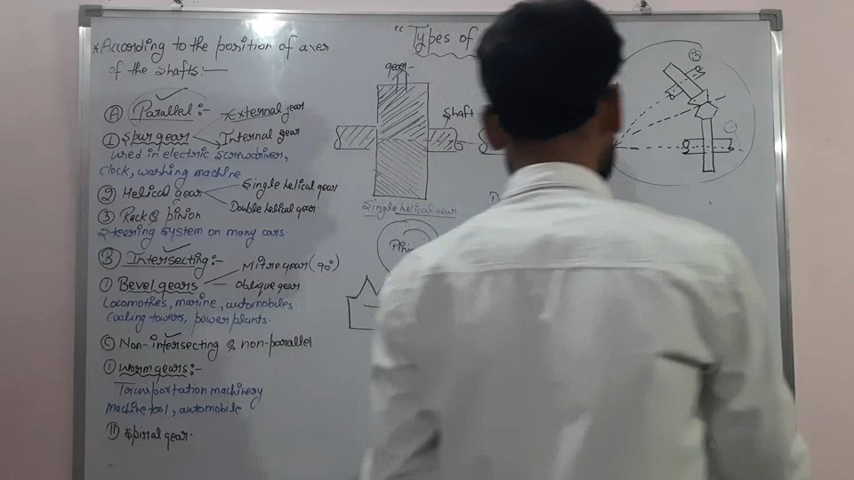 "Types of
*According to the position of axes
of the shafts:-
Ⓐ Parallel:-
External gear
① Spur gear
Internal gear
used in electric screwdrivers,
clock, washing machine
② Helical gear
Single helical gear
Double helical gear
③ Rack & pinion
Steering system on many cars.
Ⓑ Intersecting:-
Mitre gear (90°)
① Bevel gears
oblique gear
Locomotives, marine, automobiles
Cooling towers, power plants.
Ⓒ Non-intersecting & non-parallel
① worm gears:-
Transportation machinery
Machine tool, automobile
⑪ Spiral gear.
gear
shaft
Single helical gear
②
①